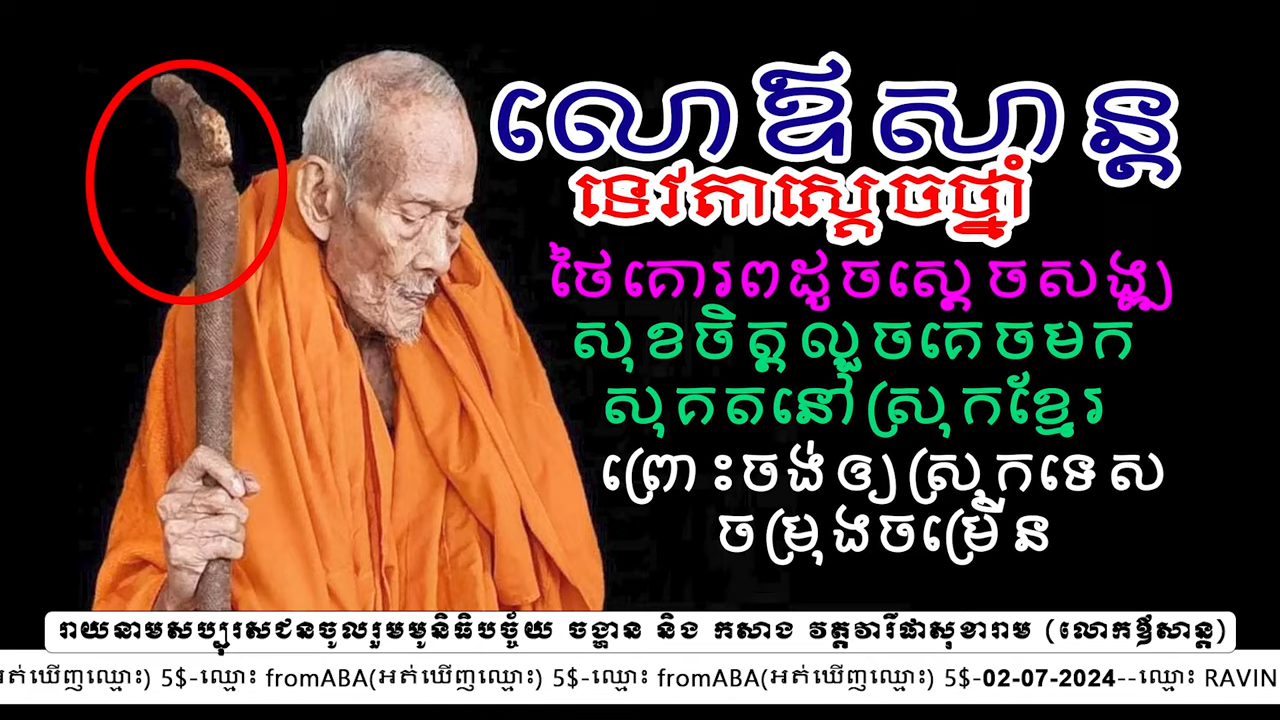 លោឪសាន្ត
ទេវតាស្តេចថ្នាំ
ថៃគោរពដូចស្តេចសង្ឃ
សុខចិត្តលួចគេចមក
សុគតនៅស្រុកខ្មែរ
ព្រោះចង់ឲ្យស្រុកទេស
ចម្រុងចម្រើន
រាយនាមសប្បុរសជនចូលរួមមូនិធិបច្ច័យ ចង្ហាន និង កសាង វត្តវារីផាសុខារាម (លោកឪសាន្ត)
អត់ឃើញឈ្មោះ) 5$-ឈ្មោះ fromABA(អត់ឃើញឈ្មោះ) 5$-ឈ្មោះ fromABA(អត់ឃើញឈ្មោះ) 5$-02-07-2024--ឈ្មោះ RAVIN